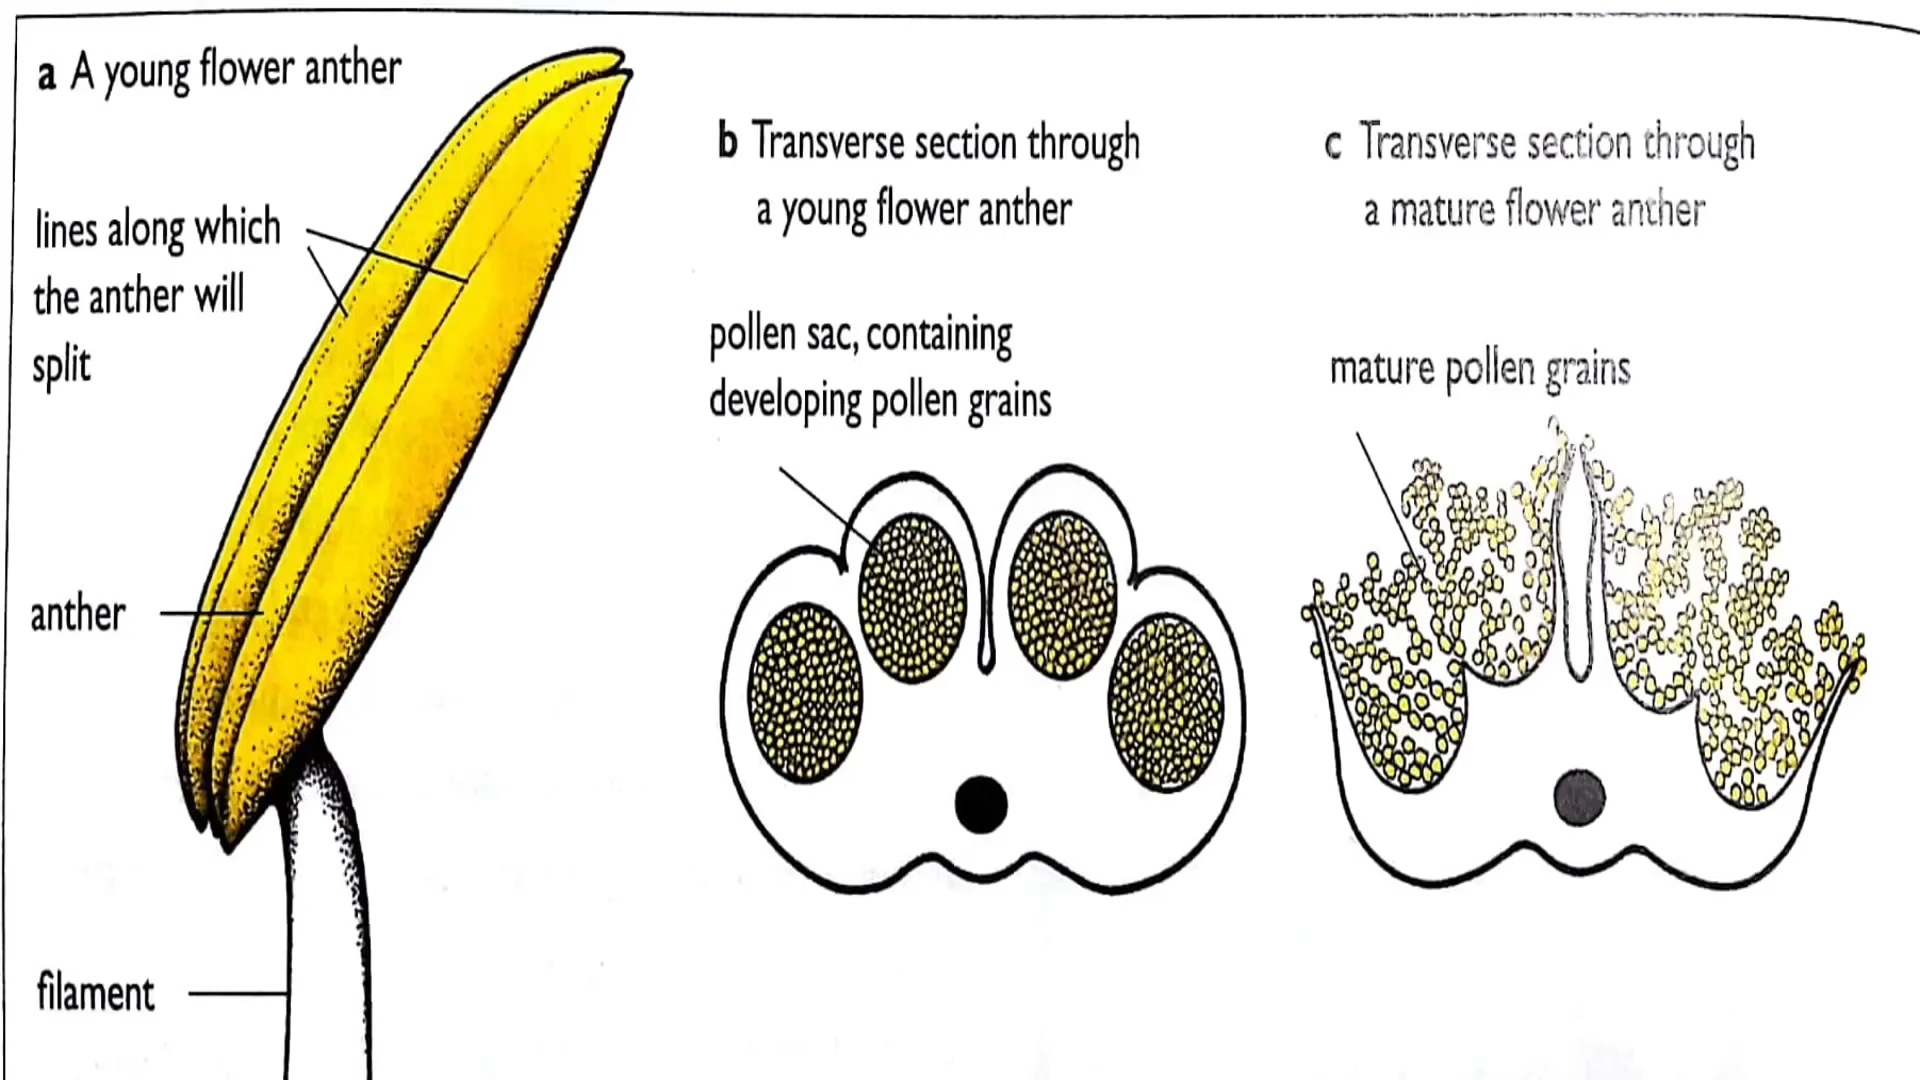 a A young flower anther
lines along which
the anther will
split
anther
filament
b Transverse section through
a young flower anther
pollen sac, containing
developing pollen grains
c Transverse section through
a mature flower anther
mature pollen grains